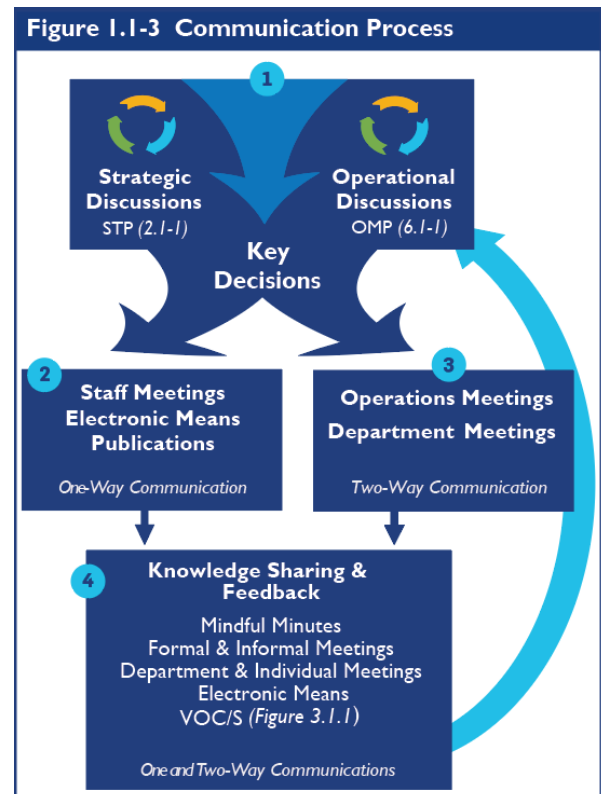 Figure 1.1-3 Communication Process
1
Strategic
Discussions
STP (2.1-1)
Operational
Discussions
OMP (6.1-1)
Key
Decisions
2
Staff Meetings
Electronic Means
Publications
One-Way Communication
3
Operations Meetings
Department Meetings
Two-Way Communication
4
Knowledge Sharing &
Feedback
Mindful Minutes
Formal & Informal Meetings
Department & Individual Meetings
Electronic Means
VOC/S (Figure 3.1.1)
One and Two-Way Communications